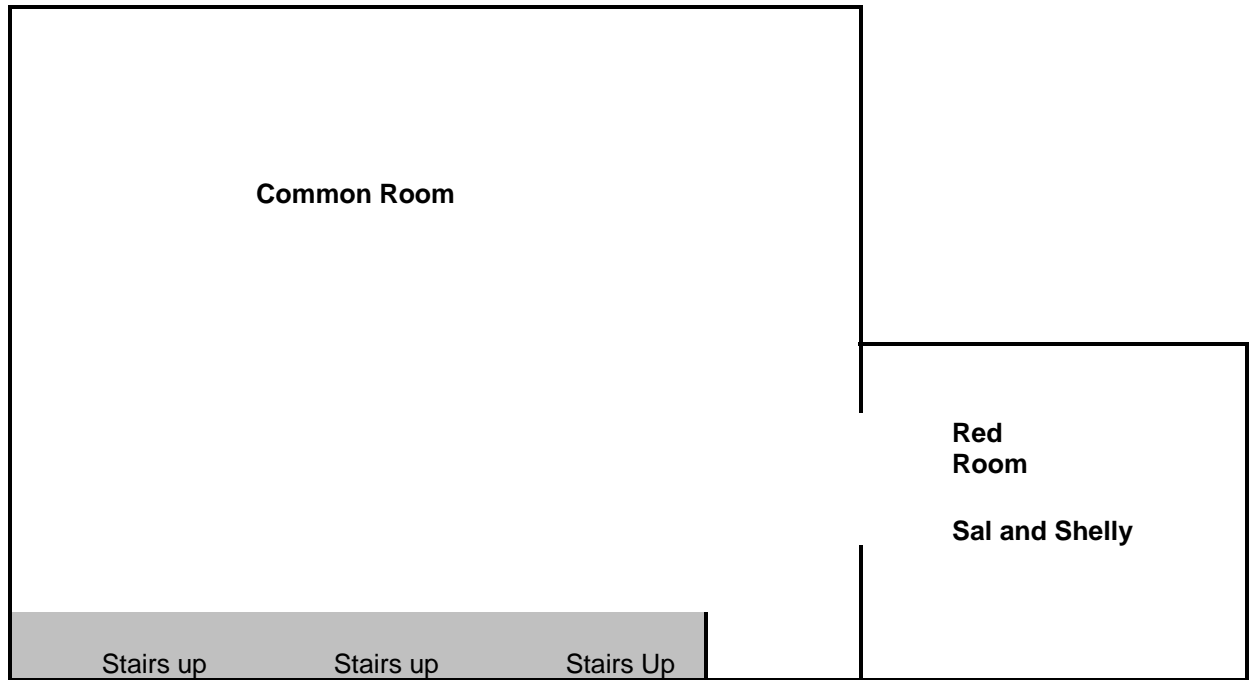 Common Room
Red
Room
Sal and Shelly
Stairs up Stairs up Stairs Up